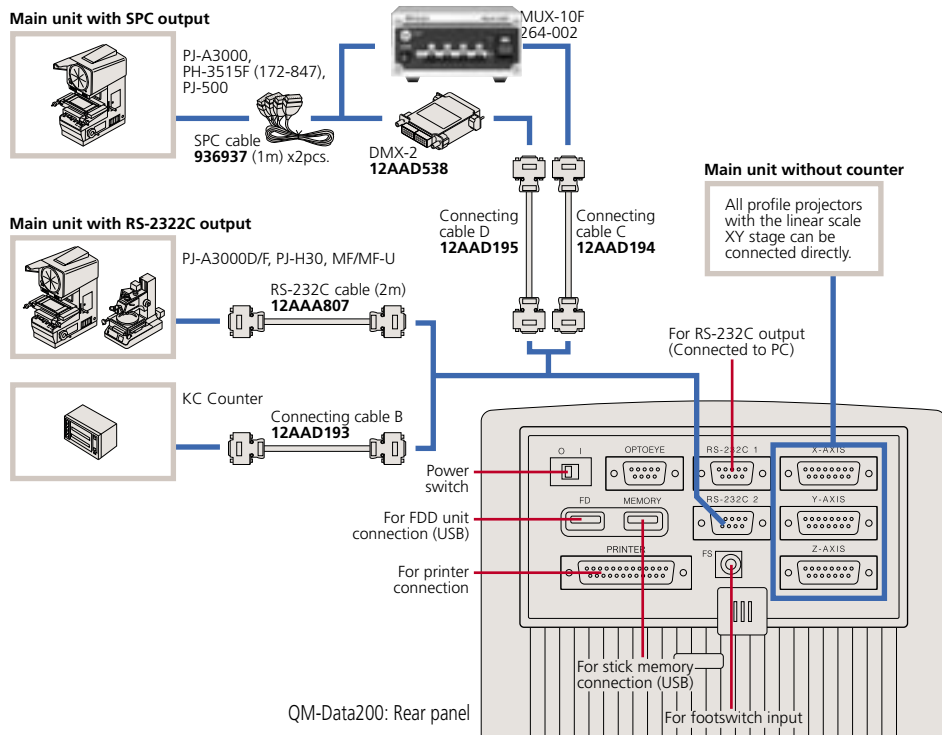 Main unit with SPC output
PJ-A3000,
PH-3515F (172-847),
PJ-500
SPC cable
936937 (1m) x2pcs.
MUX-10F
264-002
DMX-2
12AAD538
Connecting
cable D
12AAD195
Connecting
cable C
12AAD194
Main unit without counter
All profile projectors
with the linear scale
XY stage can be
connected directly.
Main unit with RS-2322C output
PJ-A3000D/F, PJ-H30, MF/MF-U
RS-232C cable (2m)
12AAA807
KC Counter
Connecting cable B
12AAD193
For RS-232C output
(Connected to PC)
Power
switch
For FDD unit
connection (USB)
For printer
connection
O I
OPTOEYE
RS-232C 1
X-AXIS
FD
MEMORY
RS-232C 2
Y-AXIS
PRINTER
FS
Z-AXIS
For stick memory
connection (USB)
For footswitch input
QM-Data200: Rear panel